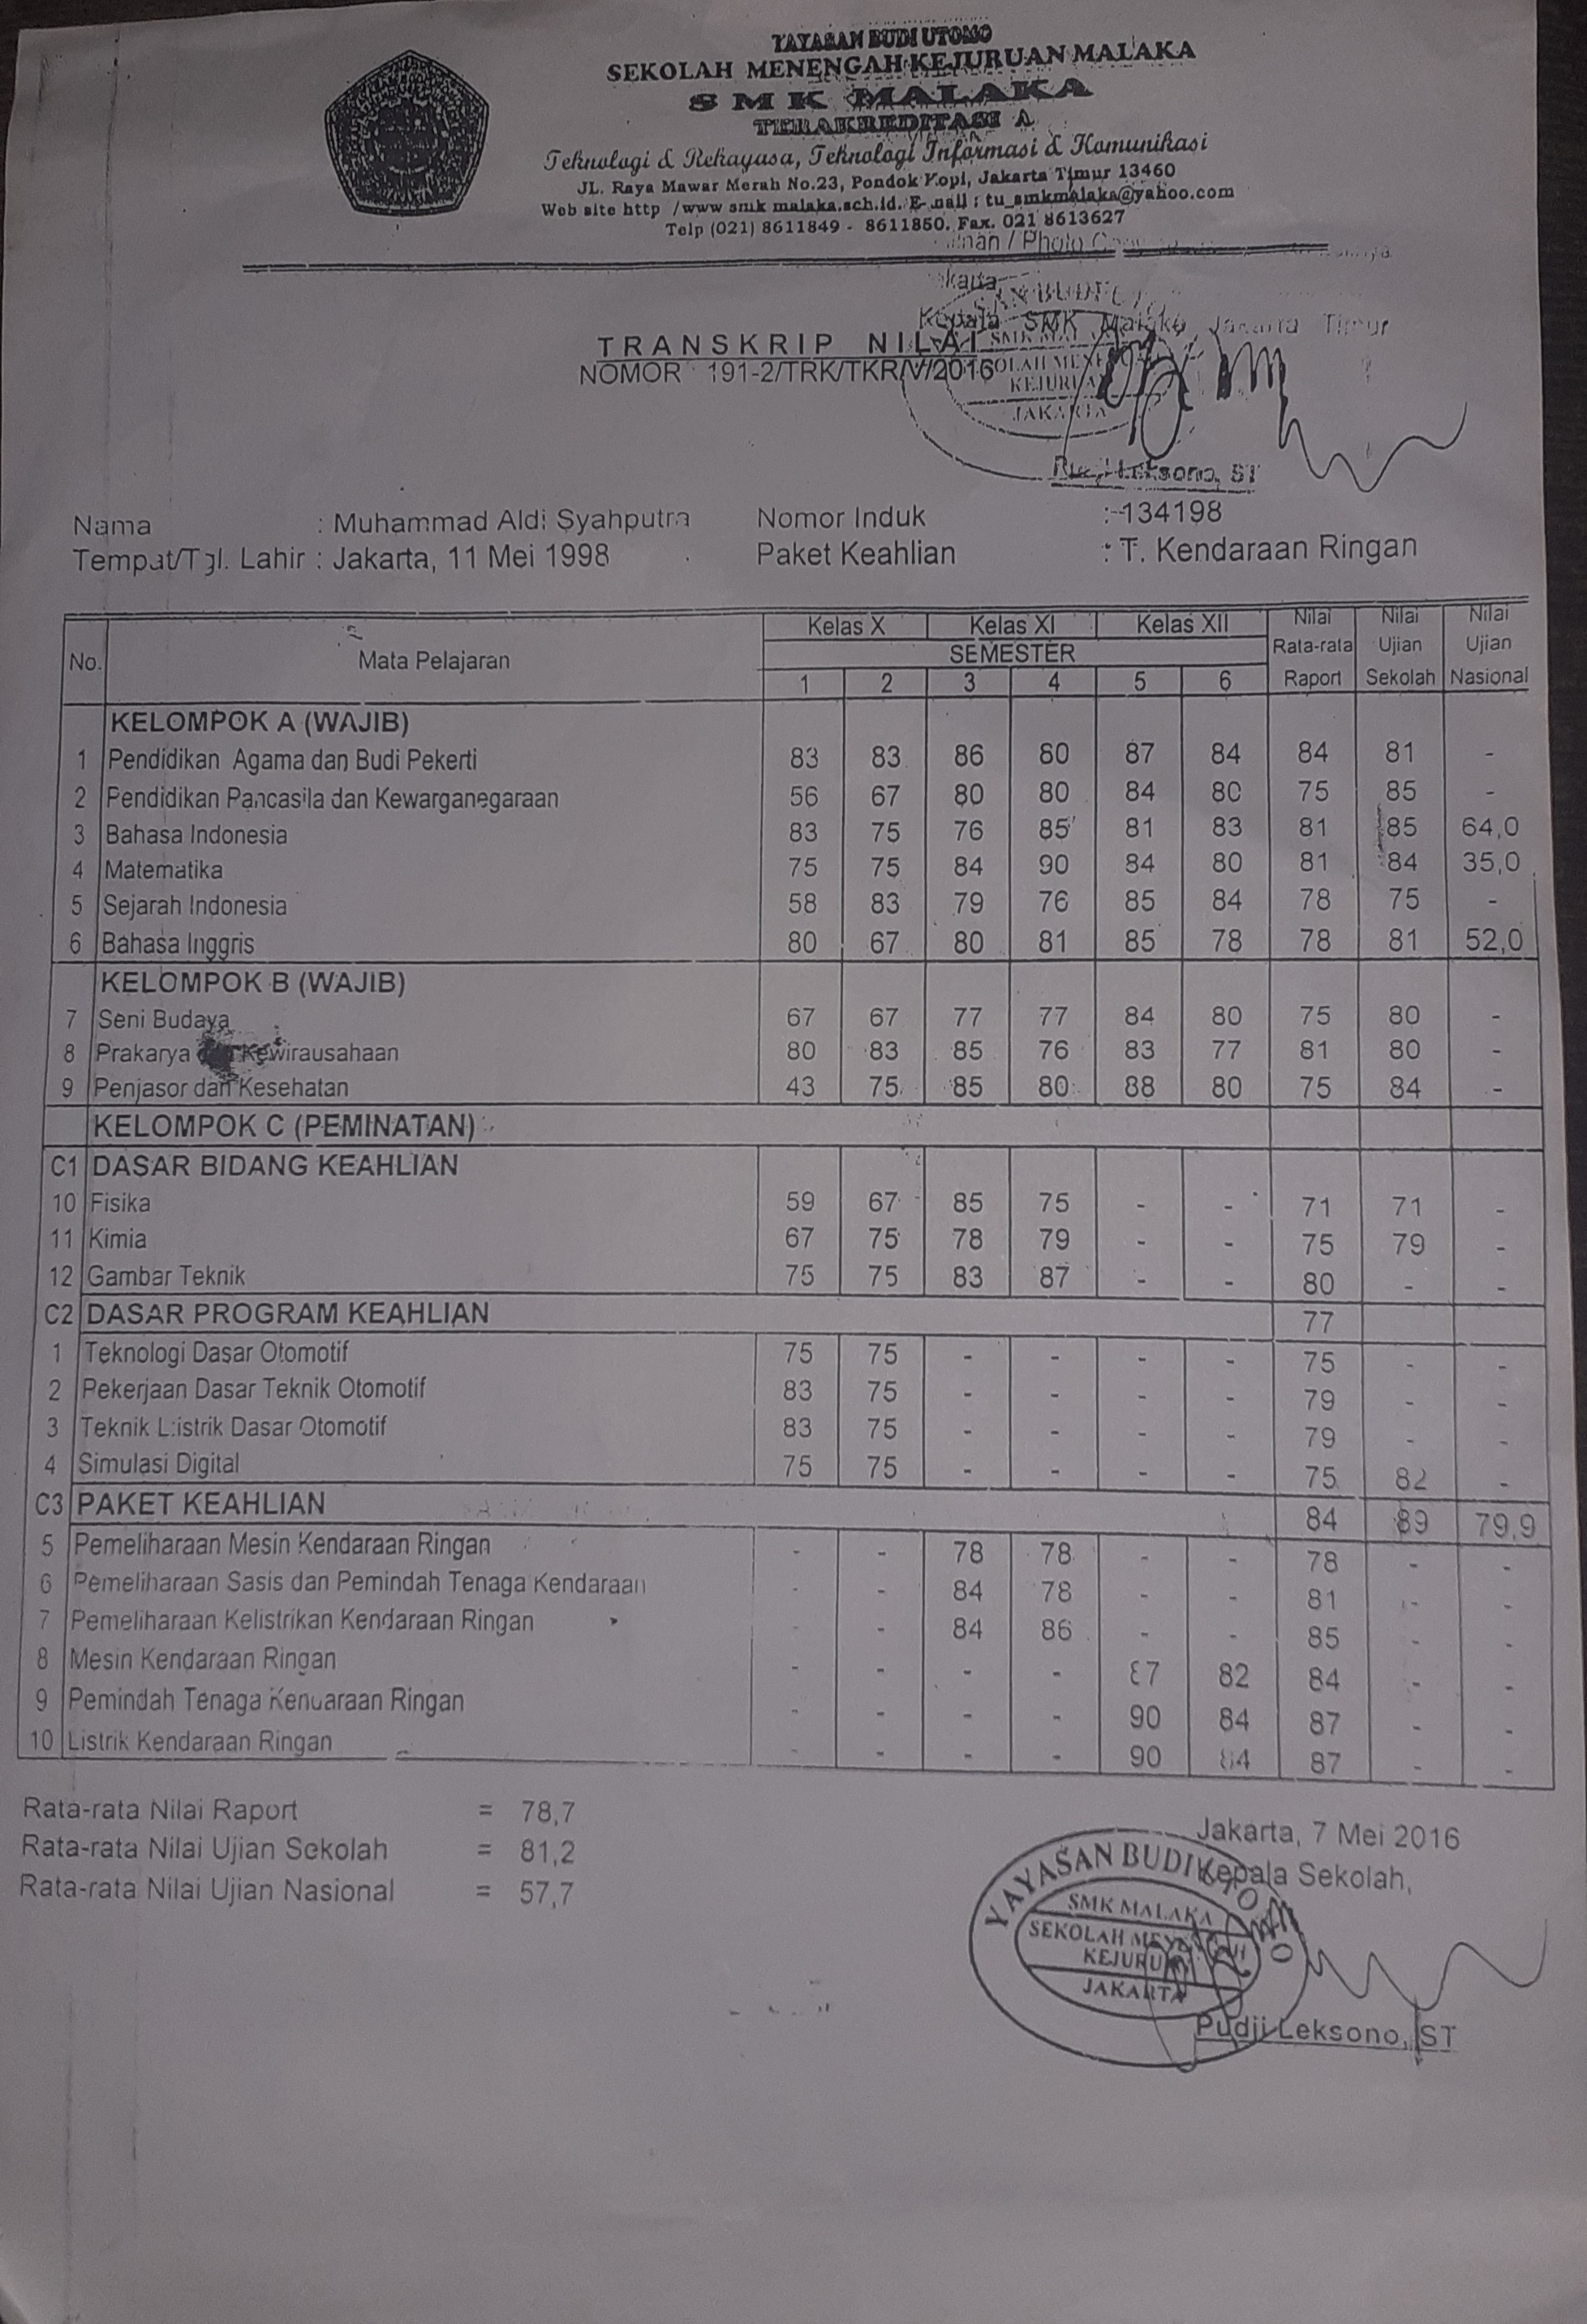 YAYASAN BUDI UTOMO
SEKOLAH MENENGAH KEJURUAN MALAKA
SMK MALAKA
TERAKREDITASI A
Teknologi & Rekayasa, Teknologi Informasi & Komunikasi
JL. Raya Mawar Merah No.23, Pondok Kopi, Jakarta Timur 13460
Web site http /www smk malaka.sch.id. E- mail : tu_smkmalaka@yahoo.com
Telp (021) 8611849 - 8611850. Fax. 021 8613627
/ Photo
Kepala SMK Malaka Jakarta Timur
TRANSKRIP NILAI
NOMOR 191-2/TRK/TKR/V/2016
SMK
KEJURUAN
JAKARTA
Leksono, ST
Nama : Muhammad Aldi Syahputra Nomor Induk : 134198
Tempat/Tgl. Lahir : Jakarta, 11 Mei 1998 Paket Keahlian : T. Kendaraan Ringan
No. Mata Pelajaran Kelas X Kelas XI Kelas XII Nilai Rata-rata Raport Nilai Ujian Sekolah Nilai Ujian Nasional
SEMESTER
1 2 3 4 5 6
KELOMPOK A (WAJIB)
1 Pendidikan Agama dan Budi Pekerti 83 83 86 80 87 84 84 81 -
2 Pendidikan Pancasila dan Kewarganegaraan 56 67 80 80 84 80 75 85 -
3 Bahasa Indonesia 83 75 76 85 81 83 81 85 64,0
4 Matematika 75 75 84 90 84 80 81 84 35,0
5 Sejarah Indonesia 58 83 79 76 85 84 78 75 -
6 Bahasa Inggris 80 67 80 81 85 78 78 81 52,0
KELOMPOK B (WAJIB)
7 Seni Budaya 67 67 77 77 84 80 75 80 -
8 Prakarya Kewirausahaan 80 83 85 76 83 77 81 80 -
9 Penjasor dan Kesehatan 43 75 85 80 88 80 75 84 -
KELOMPOK C (PEMINATAN)
C1 DASAR BIDANG KEAHLIAN
10 Fisika 59 67 85 75 - - 71 71 -
11 Kimia 67 75 78 79 - - 75 79 -
12 Gambar Teknik 75 75 83 87 - - 80 - -
C2 DASAR PROGRAM KEAHLIAN 77
1 Teknologi Dasar Otomotif 75 75 - - - - 75 - -
2 Pekerjaan Dasar Teknik Otomotif 83 75 - - - - 79 - -
3 Teknik Listrik Dasar Otomotif 83 75 - - - - 79 - -
4 Simulasi Digital 75 75 - - - - 75 82 -
C3 PAKET KEAHLIAN 84 89 79,9
5 Pemeliharaan Mesin Kendaraan Ringan - - 78 78 - - 78 - -
6 Pemeliharaan Sasis dan Pemindah Tenaga Kendaraan - - 84 78 - - 81 - -
7 Pemeliharaan Kelistrikan Kendaraan Ringan - - 84 86 - - 85 - -
8 Mesin Kendaraan Ringan - - - - 87 82 84 - -
9 Pemindah Tenaga Kendaraan Ringan - - - - 90 84 87 - -
10 Listrik Kendaraan Ringan - - - - 90 84 87 - -
Rata-rata Nilai Raport = 78,7
Rata-rata Nilai Ujian Sekolah = 81,2
Rata-rata Nilai Ujian Nasional = 57,7
Jakarta, 7 Mei 2016
Kepala Sekolah,
YAYASAN BUDI UTOMO
SMK MALAKA
SEKOLAH MENENGAH
KEJURUAN
JAKARTA
Pudji Leksono, ST